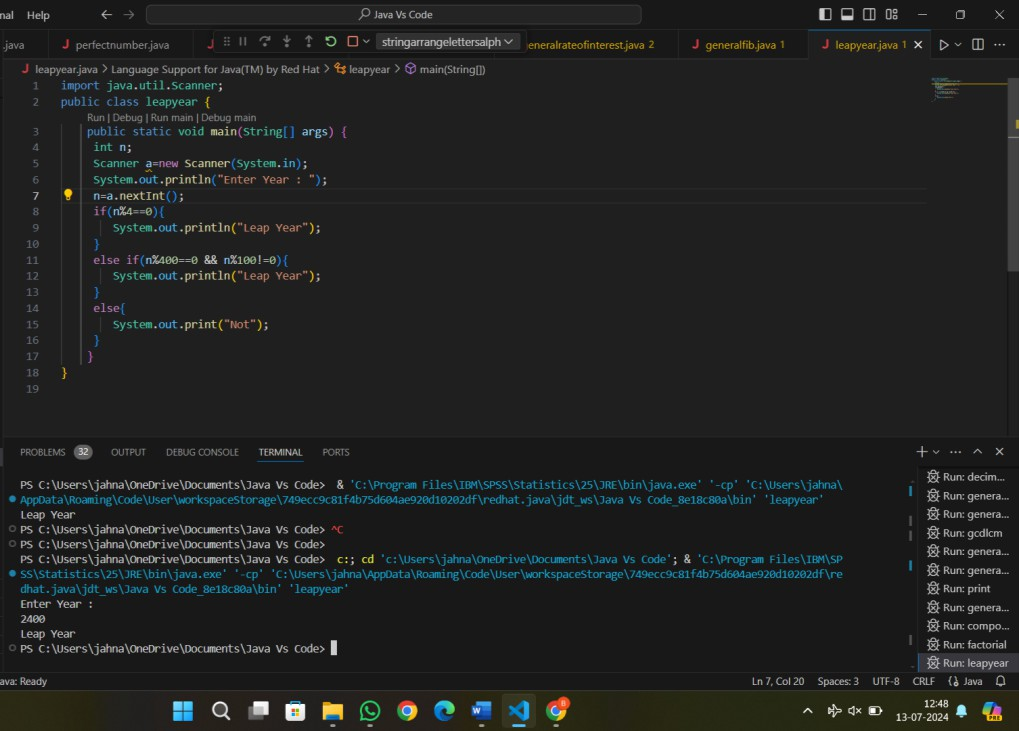 nal Help
Java Vs Code
.java
perfectnumber.java
stringarrangelettersalph
eneralrateofinterest.java 2
generalfib.java 1
leapyear.java 1
leapyear.java > Language Support for Java(TM) by Red Hat > leapyear > main(String[])
1 import java.util.Scanner;
2 public class leapyear {
Run | Debug | Run main | Debug main
3 public static void main(String[] args) {
4 int n;
5 Scanner a=new Scanner(System.in);
6 System.out.println("Enter Year : ");
7 n=a.nextInt();
8 if(n%4==0){
9 System.out.println("Leap Year");
10 }
11 else if(n%400==0 && n%100!=0){
12 System.out.println("Leap Year");
13 }
14 else{
15 System.out.print("Not");
16 }
17 }
18 }
19
PROBLEMS 32 OUTPUT DEBUG CONSOLE TERMINAL PORTS
PS C:\Users\jahna\OneDrive\Documents\Java Vs Code> & 'C:\Program Files\IBM\SPSS\Statistics\25\JRE\bin\java.exe' '-cp' 'C:\Users\jahna\
AppData\Roaming\Code\User\workspaceStorage\749ecc9c81f4b75d604ae920d10202df\redhat.java\jdt_ws\Java Vs Code_8e18c80a\bin' 'leapyear'
Leap Year
PS C:\Users\jahna\OneDrive\Documents\Java Vs Code> ^C
PS C:\Users\jahna\OneDrive\Documents\Java Vs Code>
PS C:\Users\jahna\OneDrive\Documents\Java Vs Code> c:; cd 'c:\Users\jahna\OneDrive\Documents\Java Vs Code'; & 'C:\Program Files\IBM\SP
SS\Statistics\25\JRE\bin\java.exe' '-cp' 'C:\Users\jahna\AppData\Roaming\Code\User\workspaceStorage\749ecc9c81f4b75d604ae920d10202df\re
dhat.java\jdt_ws\Java Vs Code_8e18c80a\bin' 'leapyear'
Enter Year :
2400
Leap Year
PS C:\Users\jahna\OneDrive\Documents\Java Vs Code>
Run: decim...
Run: genera...
Run: genera...
Run: gcdlcm
Run: genera...
Run: genera...
Run: print
Run: genera...
Run: compo...
Run: factorial
Run: leapyear
ava: Ready
Ln 7, Col 20 Spaces: 3 UTF-8 CRLF {} Java
W
8
12:48
13-07-2024
PRE